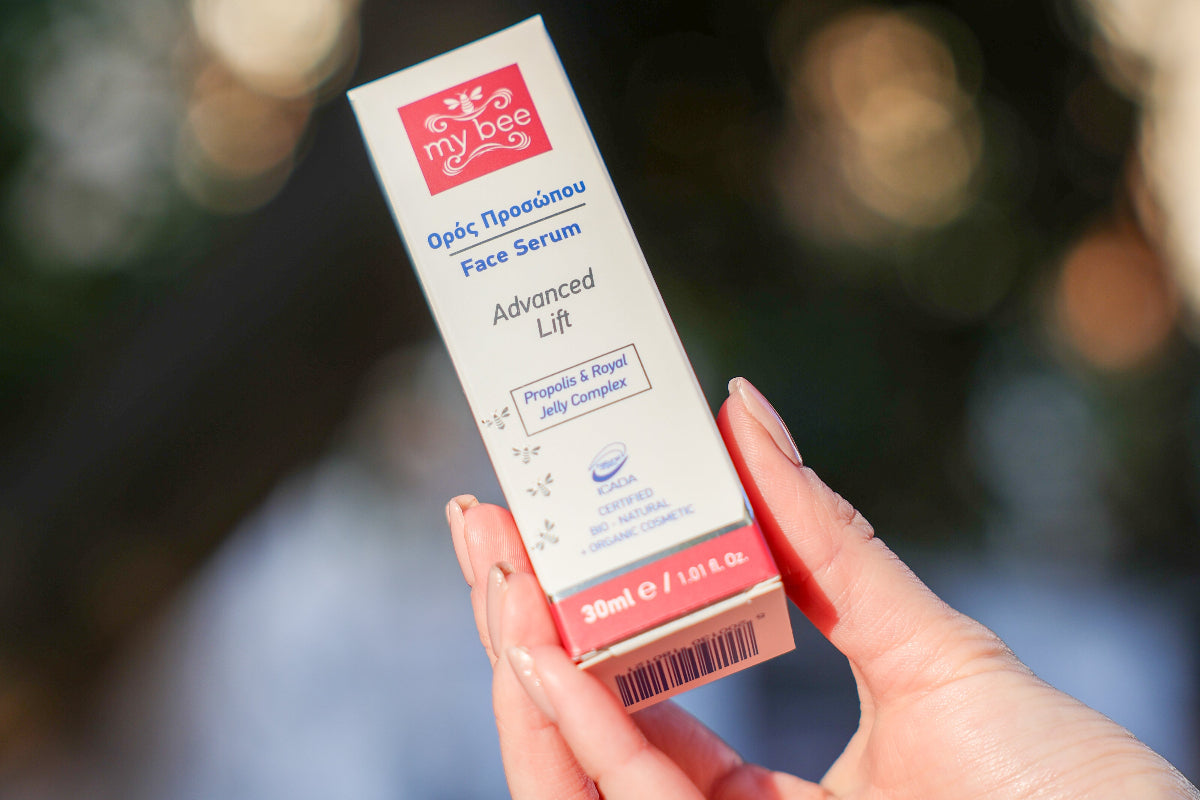 my bee
Ορός Προσώπου
Face Serum
Advanced
Lift
Propolis & Royal
Jelly Complex
ICADA
CERTIFIED
BIO - NATURAL
+ ORGANIC COSMETIC
30ml ℮ / 1.01 fl. Oz.